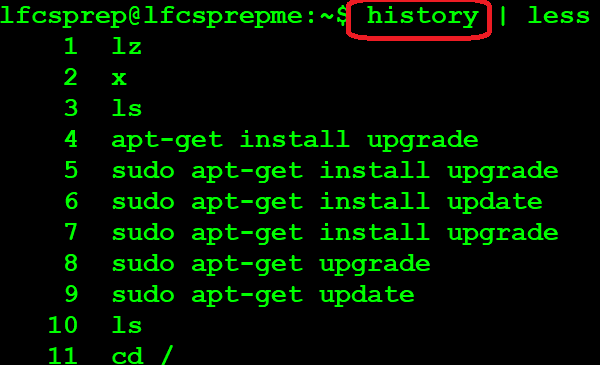 lfcsprep@lfcsprepme:~$ history | less
1 lz
2 x
3 ls
4 apt-get install upgrade
5 sudo apt-get install upgrade
6 sudo apt-get install update
7 sudo apt-get install upgrade
8 sudo apt-get upgrade
9 sudo apt-get update
10 ls
11 cd /